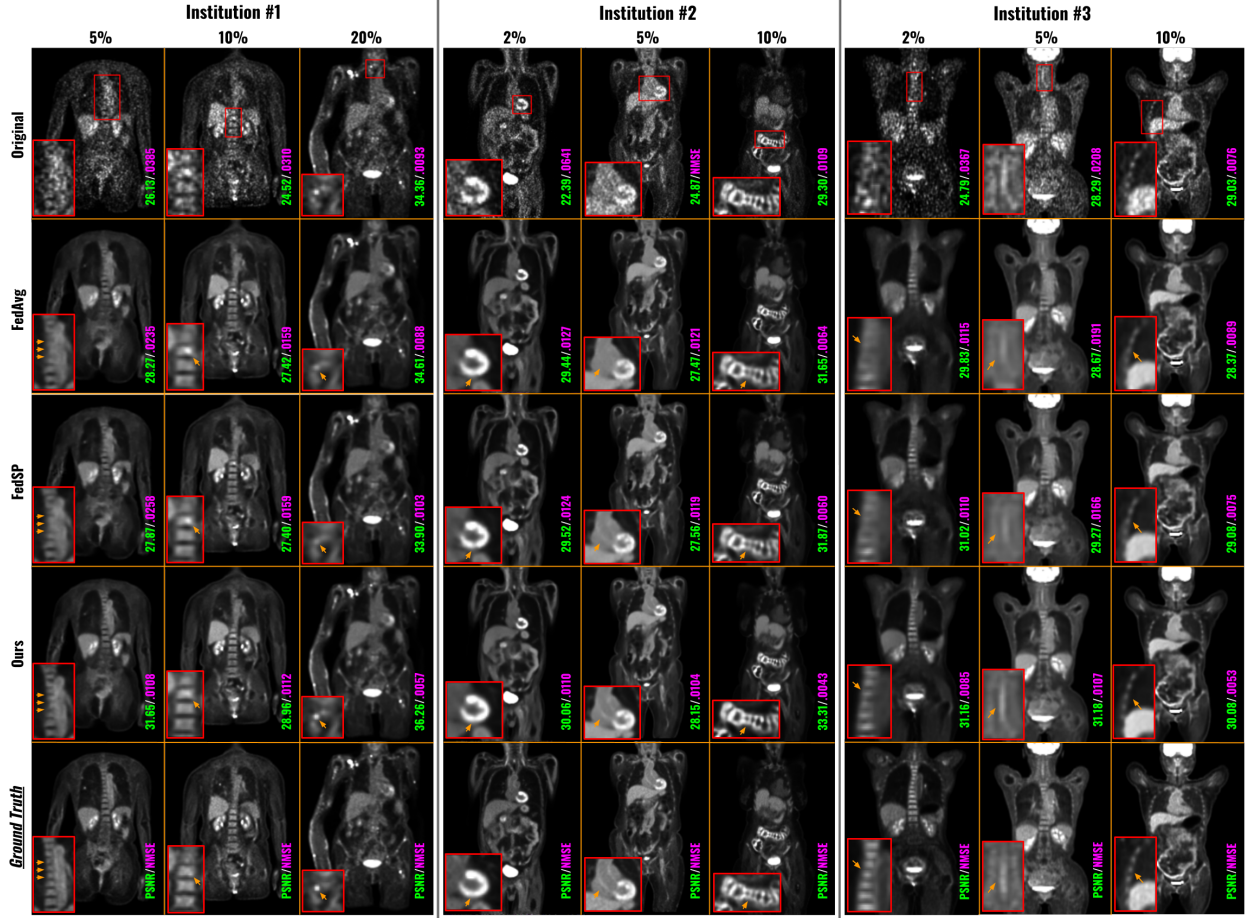 Institution #1
Institution #2
Institution #3
5%
10%
20%
2%
5%
10%
2%
5%
10%
Original
26.13/.0385
24.52/.0310
34.36/.0093
22.39/.0641
24.87/NMSE
29.30/.0109
24.79/.0367
28.29/.0208
29.03/.0076
FedAvg
28.27/.0235
27.42/.0159
34.61/.0088
29.44/.0127
27.47/.0121
31.65/.0064
29.83/.0115
28.67/.0191
28.37/.0089
FedSP
27.87/.0258
27.40/.0159
33.90/.0103
29.52/.0124
27.56/.0119
31.87/.0060
31.02/.0110
29.27/.0166
29.08/.0075
Ours
31.65/.0108
28.96/.0112
36.26/.0057
30.06/.0110
28.15/.0104
33.31/.0043
31.16/.0085
31.18/.0107
30.08/.0053
Ground Truth
PSNR/NMSE
PSNR/NMSE
PSNR/NMSE
PSNR/NMSE
PSNR/NMSE
PSNR/NMSE
PSNR/NMSE
PSNR/NMSE
PSNR/NMSE